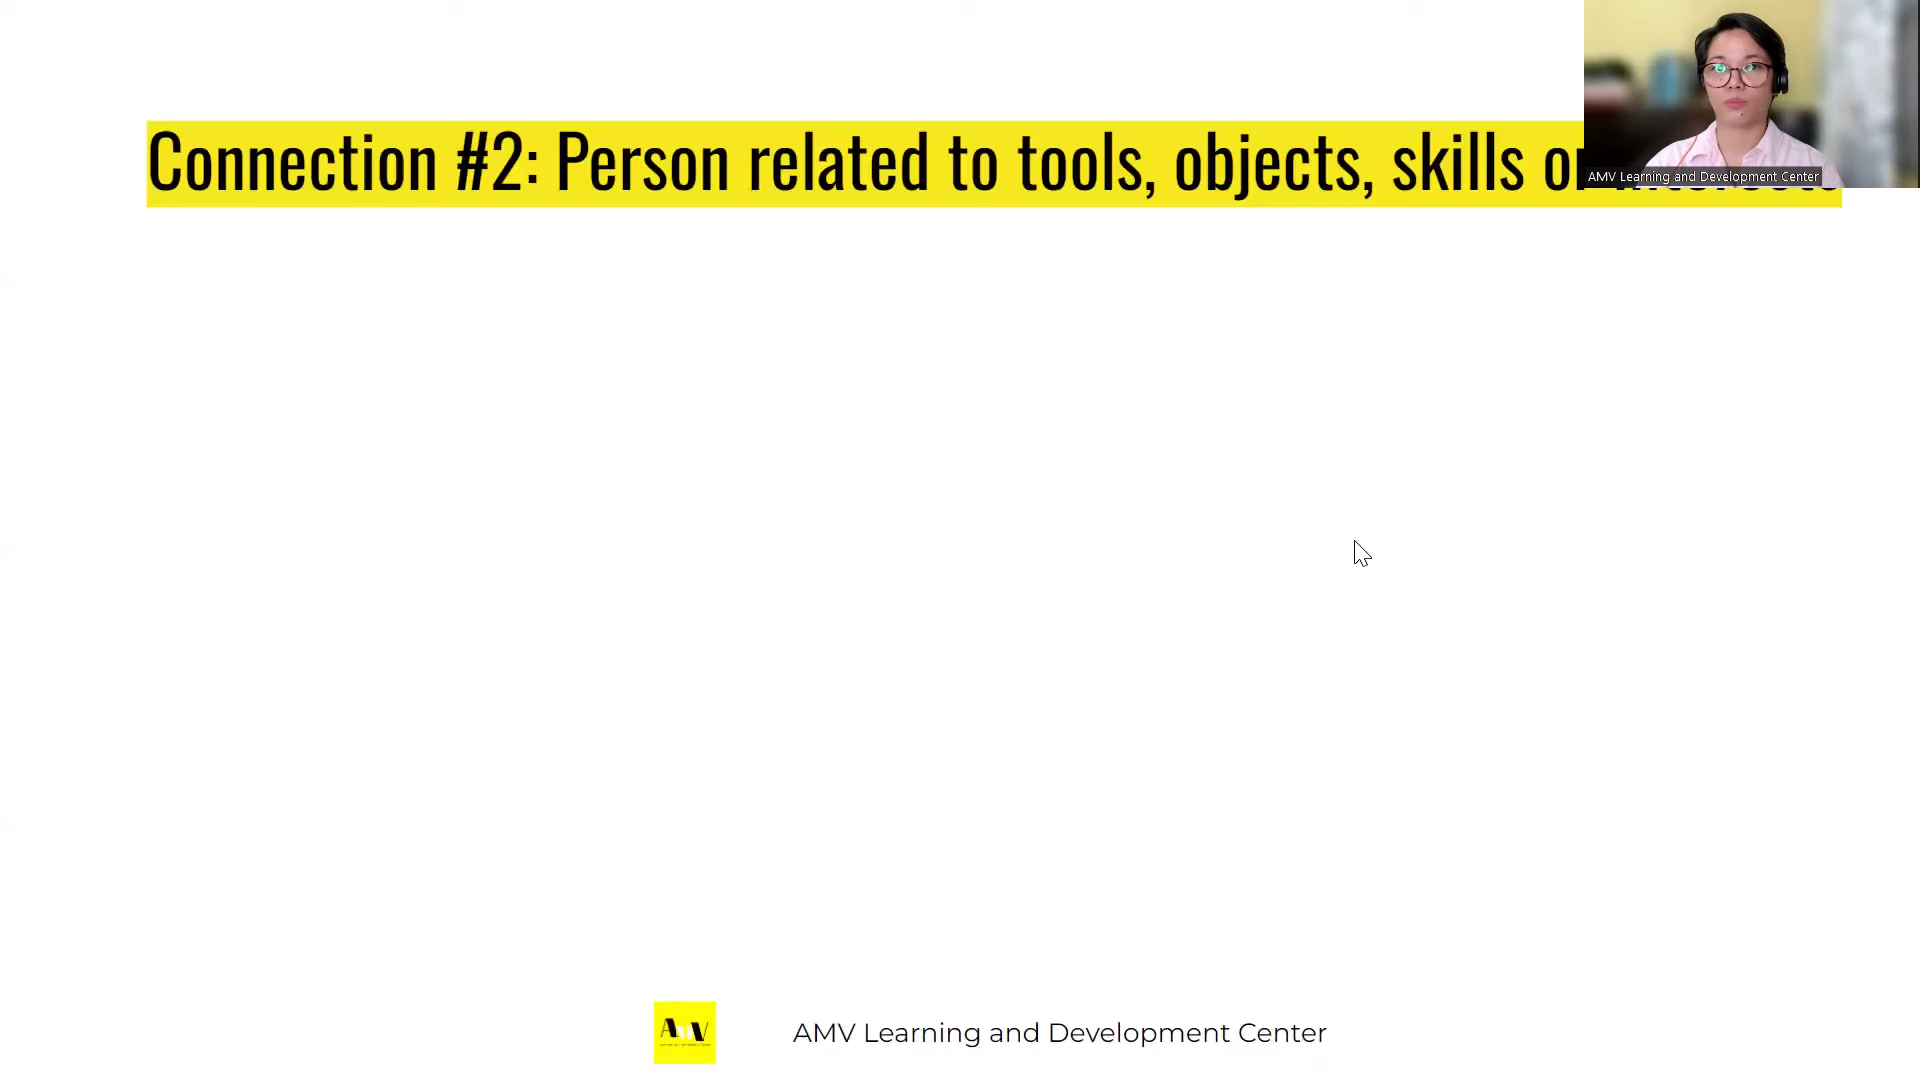 Connection #2: Person related to tools, objects, skills or
AMV Learning and Development Center
AMV
AMV Learning and Development Center